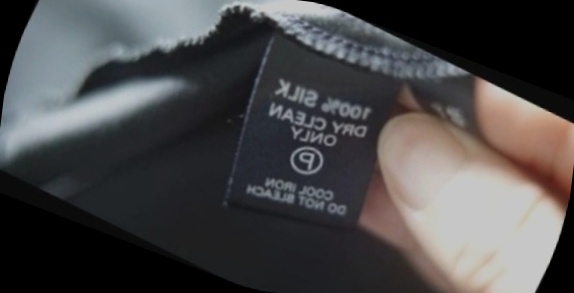 100% SILK
DRY CLEAN
ONLY
P
COOL IRON
DO NOT BLEACH